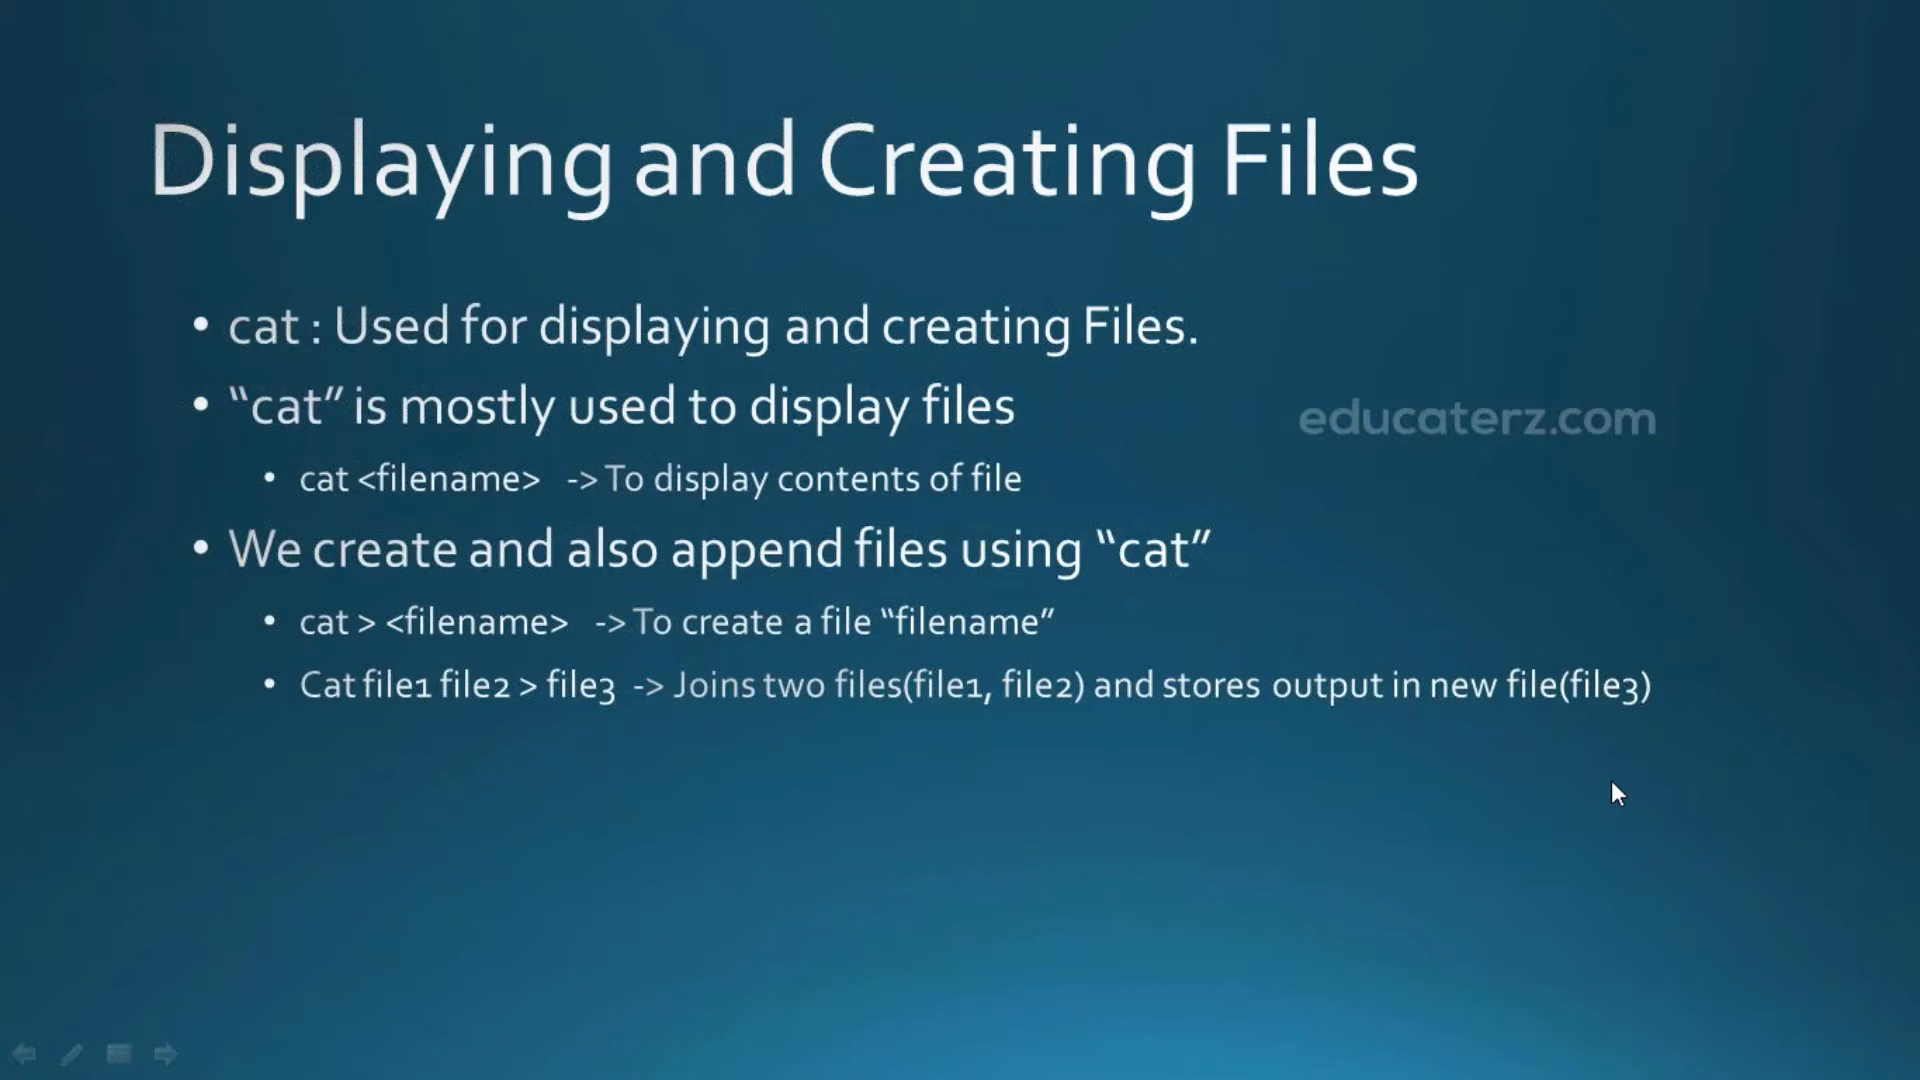 Displaying and Creating Files
• cat : Used for displaying and creating Files.
• “cat” is mostly used to display files
educaterz.com
• cat <filename> -> To display contents of file
• We create and also append files using “cat”
• cat > <filename> -> To create a file “filename”
• Cat file1 file2 > file3 -> Joins two files(file1, file2) and stores output in new file(file3)